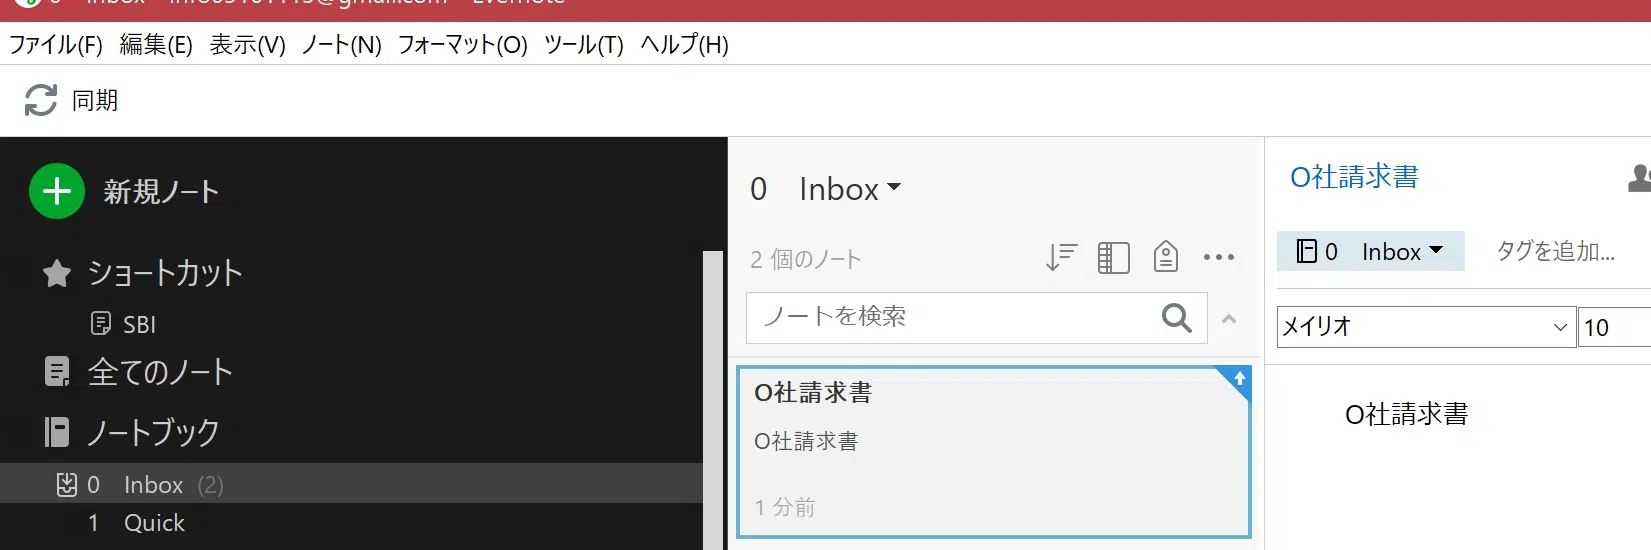 ファイル(F) 編集(E) 表示(V) ノート(N) フォーマット(O) ツール(T) ヘルプ(H)
同期
新規ノート
ショートカット
SBI
全てのノート
ノートブック
0 Inbox (2)
1 Quick
0 Inbox
2 個のノート
ノートを検索
O社請求書
O社請求書
1 分前
O社請求書
0 Inbox タグを追加...
メイリオ 10
O社請求書